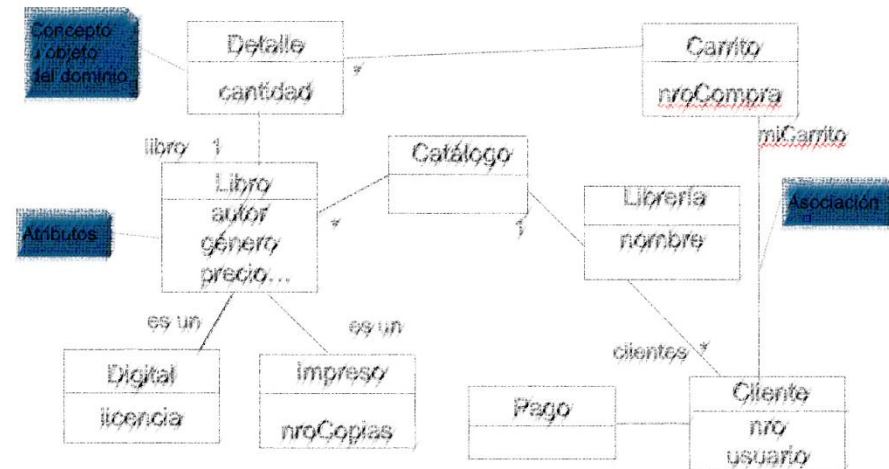 Concepto
u objeto
del dominio
Detalle
cantidad
*
Carrito
nroCompra
miCarrito
libro 1
Libro
autor
género
precio...
Atributos
Catálogo
*
1
Librería
nombre
Asociación
es un
es un
clientes *
Digital
licencia
Impreso
nroCopias
Pago
Cliente
nro
usuario